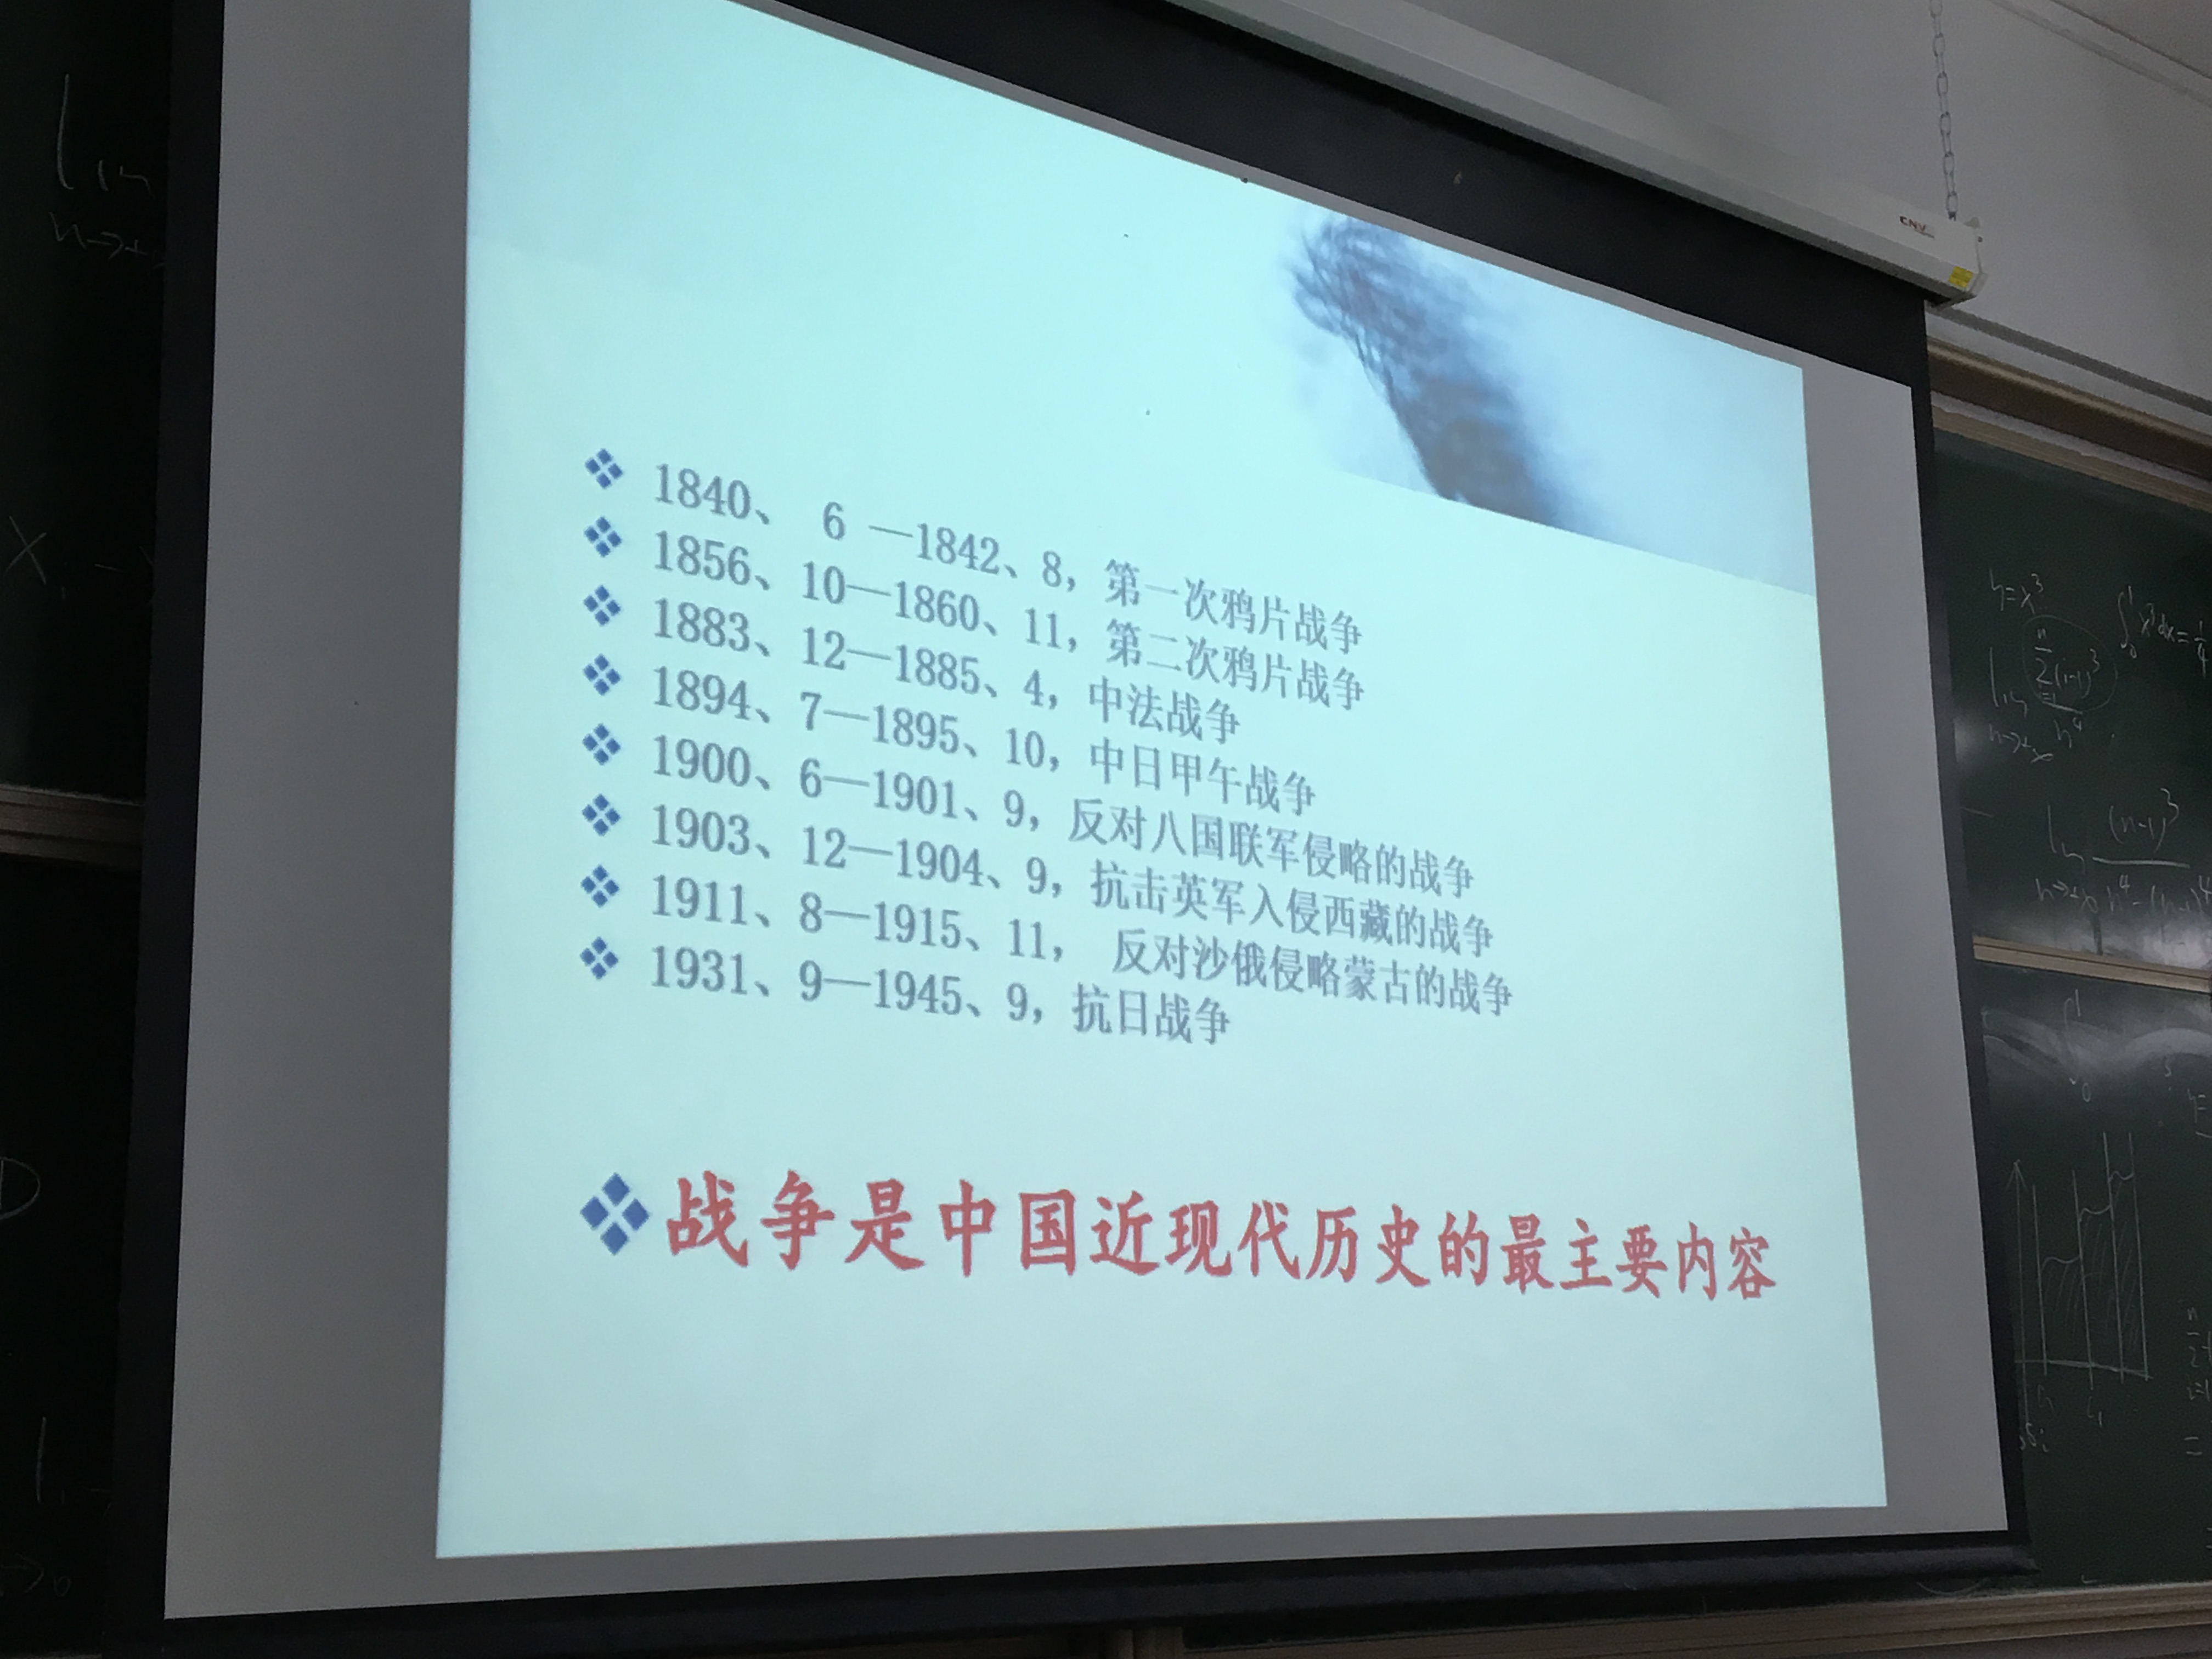 1840、 6 —1842、8，第一次鸦片战争
1856、10—1860、11，第二次鸦片战争
1883、12—1885、4，中法战争
1894、7—1895、10，中日甲午战争
1900、6—1901、9，反对八国联军侵略的战争
1903、12—1904、9，抗击英军入侵西藏的战争
1911、8—1915、11， 反对沙俄侵略蒙古的战争
1931、9—1945、9，抗日战争
战争是中国近现代历史的最主要内容
y=x³